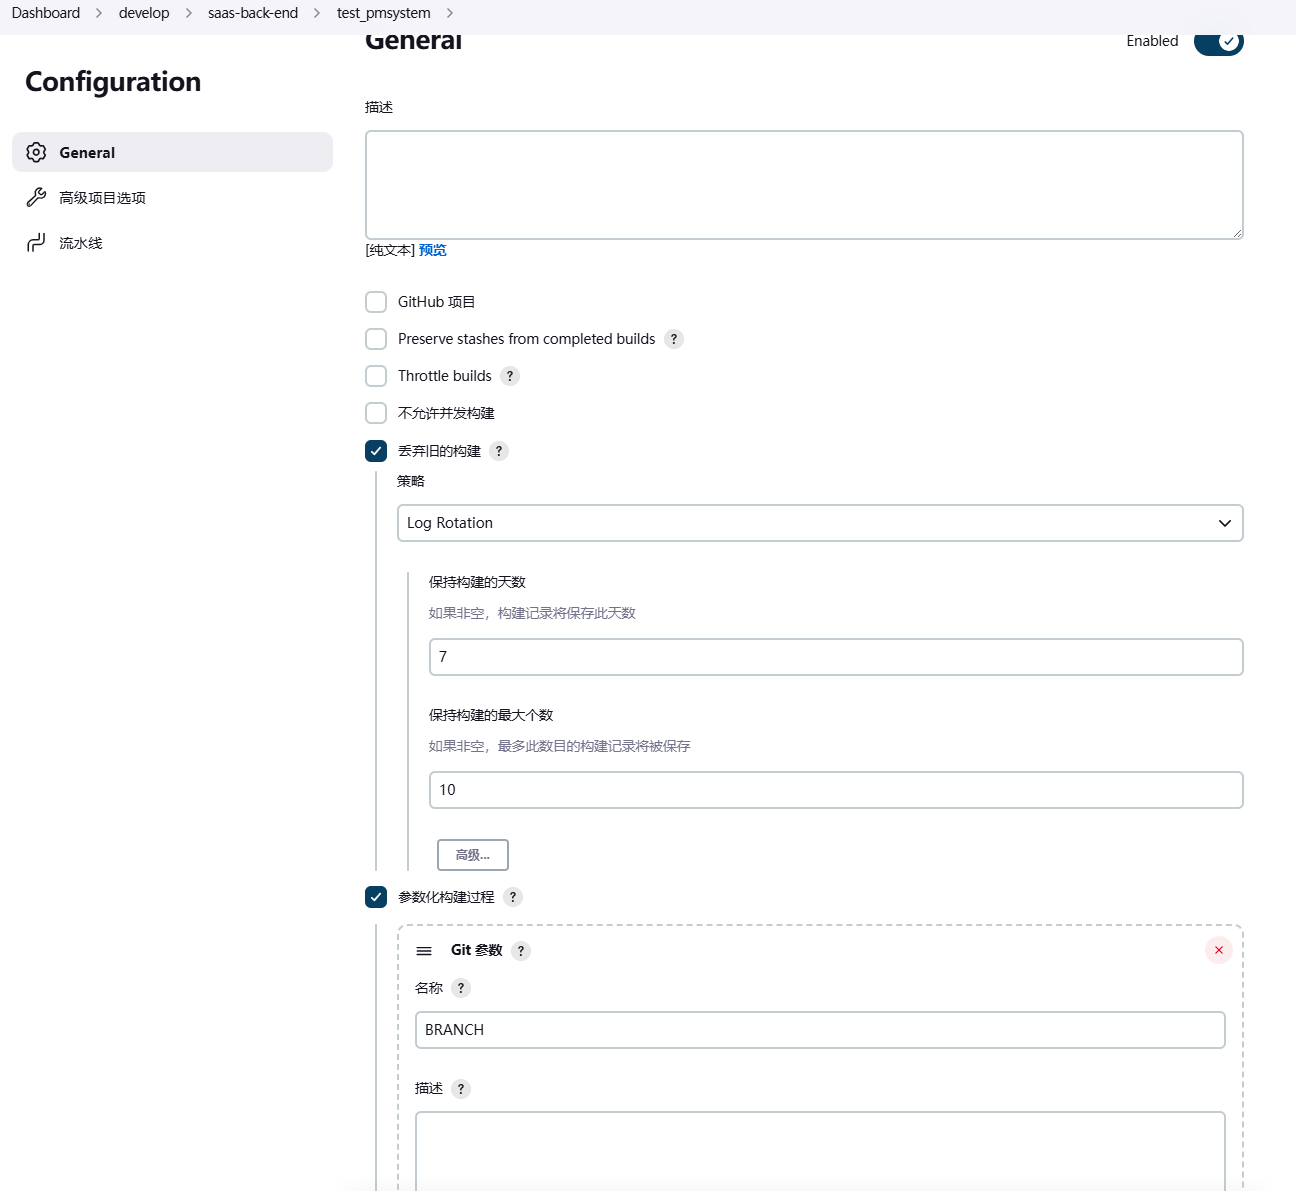 Dashboard
develop
saas-back-end
test_pmsystem
General
Enabled
Configuration
General
高级项目选项
流水线
描述
[纯文本] 预览
GitHub 项目
Preserve stashes from completed builds ?
Throttle builds ?
不允许并发构建
丢弃旧的构建 ?
策略
Log Rotation
保持构建的天数
如果非空，构建记录将保存此天数
7
保持构建的最大个数
如果非空，最多此数目的构建记录将被保存
10
高级...
参数化构建过程 ?
Git 参数 ?
名称 ?
BRANCH
描述 ?